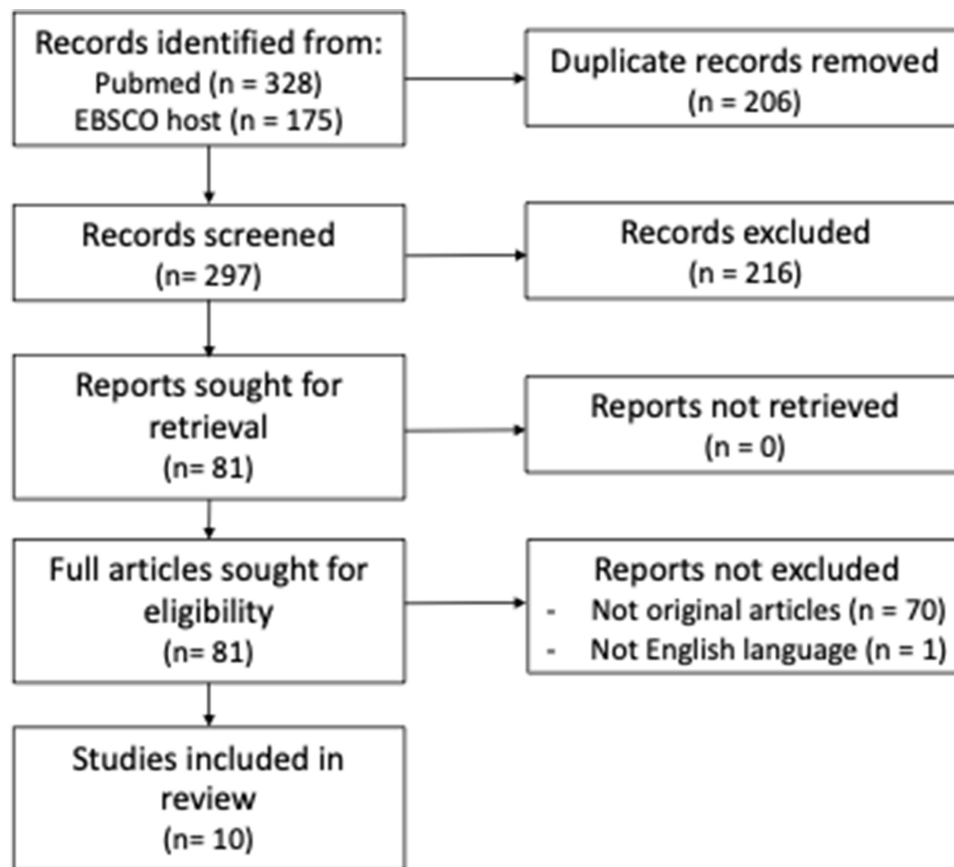 Records identified from:
Pubmed (n = 328)
EBSCO host (n = 175)
Duplicate records removed
(n = 206)
Records screened
(n= 297)
Records excluded
(n = 216)
Reports sought for
retrieval
(n= 81)
Reports not retrieved
(n = 0)
Full articles sought for
eligibility
(n= 81)
Reports not excluded
- Not original articles (n = 70)
- Not English language (n = 1)
Studies included in
review
(n= 10)